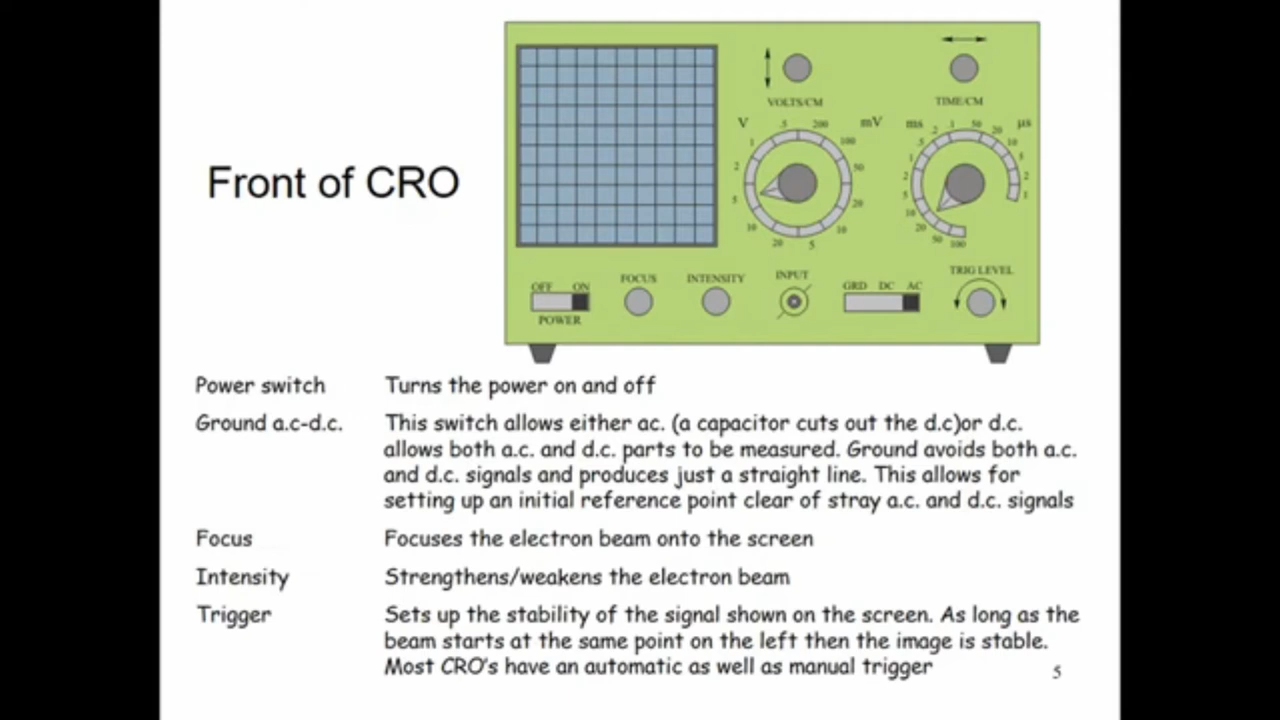 Front of CRO
VOLTS/CM
TIME/CM
V .5 200 mV
1 100
2 50
5 20
10 10
20 5
ms .2 .1 50 20 µs
.5 10
1 5
2 2
5 1
10
20
50 100
OFF ON
POWER
FOCUS
INTENSITY
INPUT
GRD DC AC
TRIG LEVEL
Power switch Turns the power on and off
Ground a.c-d.c. This switch allows either ac. (a capacitor cuts out the d.c)or d.c.
allows both a.c. and d.c. parts to be measured. Ground avoids both a.c.
and d.c. signals and produces just a straight line. This allows for
setting up an initial reference point clear of stray a.c. and d.c. signals
Focus Focuses the electron beam onto the screen
Intensity Strengthens/weakens the electron beam
Trigger Sets up the stability of the signal shown on the screen. As long as the
beam starts at the same point on the left then the image is stable.
Most CRO's have an automatic as well as manual trigger
5